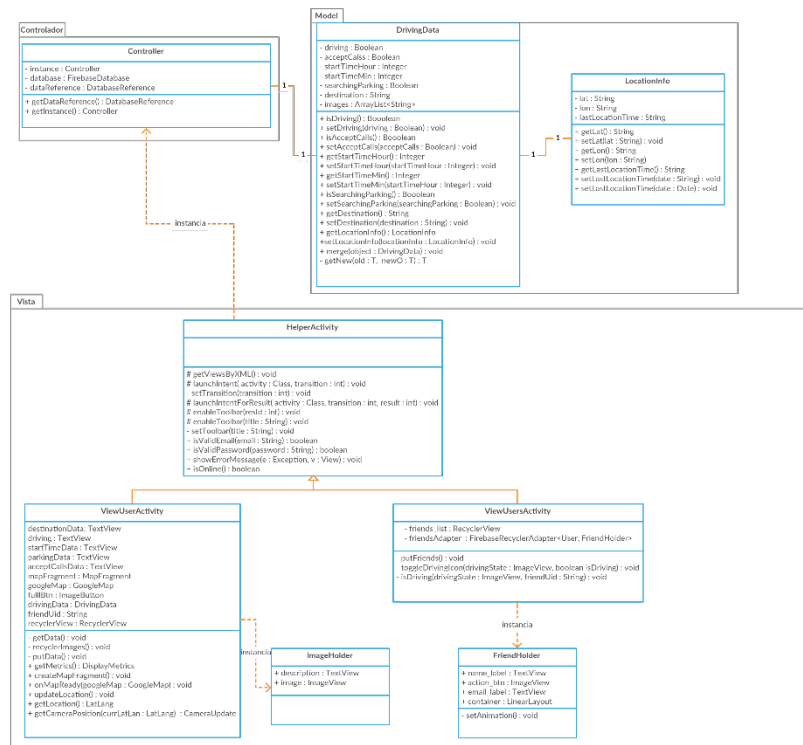 Controlador
Controller
- instance : Controller
- database : FirebaseDatabase
- dataReference : DatabaseReference
+ getDataReference() : DatabaseReference
+ getInstance() : Controller
Model
DrivingData
- driving : Boolean
- acceptCalss : Boolean
startTimeHour : Integer
startTimeMin : Integer
- searchingParking : Boolean
- destination : String
- images : ArrayList<String>
+ isDriving() : Boolean
+ setDriving(driving : Boolean) : void
+ isAcceptCalls() : Booolean
+ setAcceptCalls(acceptCalls : Boolean) : void
+ getStartTimeHour() : Integer
+ setStartTimeHour(startTimeHour : Integer) : void
+ getStartTimeMin() : Integer
+ setStartTimeMin(startTimeHour : Integer) : void
+ isSearchingParking() : Booolean
+ setSearchingParking(searchingParking : Boolean) : void
+ getDestination() : String
+ setDestination(destination : String) : void
+ getLocationInfo() : LocationInfo
+setLocationInfo(locationInfo : LocationInfo) : void
+ merge(object : DrivingData) : void
- getNew(old : T, newO : T) : T
LocationInfo
- lat : String
- lon : String
- lastLocationTime : String
+ getLat() : String
+ setLat(lat : String) : void
+ getLon() : String
+ setLon(lon : String)
+ getLastLocationTime() : String
+ setLastLocationTime(date : String) : void
+ setLastLocationTime(date : Date) : void
1
1
1
1
instancia
Vista
HelperActivity
# getViewsByXML() : void
# launchIntent( activity : Class, transition : int) : void
setTransition(transition : int) : void
# launchIntentForResult( activity : Class, transition : int, result : int) : void
# enableToolbar(resId : int) : void
# enableToolbar(title : String) : void
- setToolbar(title : String) : void
+ isValidEmail(email : String) : boolean
+ isValidPassword(password : String) : boolean
+ showErrorMessage(e : Exception, v : View) : void
+ isOnline() : boolean
ViewUserActivity
destinationData: TextView
driving : TextView
startTimeData : TextView
parkingData : TextView
acceptCallsData : TextView
mapFragment : MapFragment
googleMap : GoogleMap
fullBtn : ImageButton
drivingData : DrivingData
friendUid : String
recyclerView : RecyclerView
- getData() : void
- recyclerImages() : void
- putData() : void
+ getMetrics() : DisplayMetrics
+ createMapFragment() : void
+ onMapReady(googleMap : GoogleMap) : void
+ updateLocation() : void
+ getLocation() : LatLang
+ getCameraPosition(currLatLan : LatLang) : CameraUpdate
ViewUsersActivity
- friends_list : RecyclerView
- friendsAdapter : FirebaseRecyclerAdapter<User, FriendHolder>
putFriends() : void
toggleDrivingIcon(drivingState : ImageView, boolean isDriving) : void
- isDriving(drivingState : ImageView, friendUid : String) : void
instancia
instancia
ImageHolder
+ description : TextView
+ image : ImageView
FriendHolder
+ name_label : TextView
+ action_btn : ImageView
+ email_label : TextView
+ container : LinearLayout
- setAnimation() : void